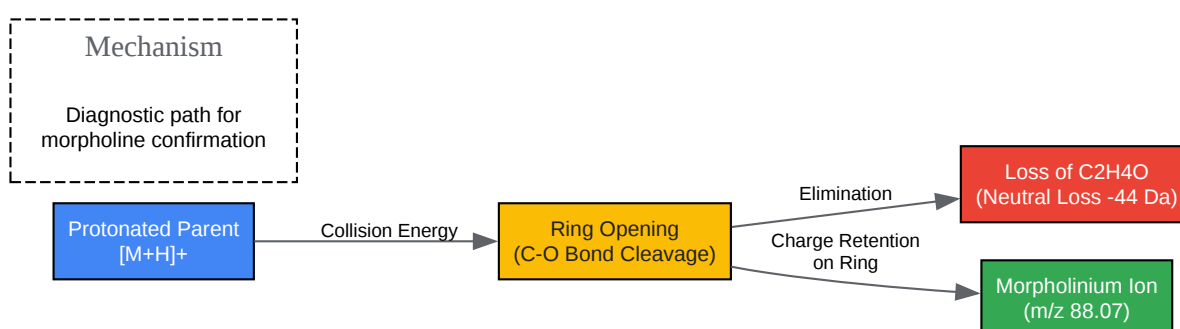 Mechanism
Diagnostic path for
morpholine confirmation
Protonated Parent
[M+H]+
Collision Energy
Ring Opening
(C-O Bond Cleavage)
Elimination
Charge Retention
on Ring
Loss of C2H4O
(Neutral Loss -44 Da)
Morpholinium Ion
(m/z 88.07)